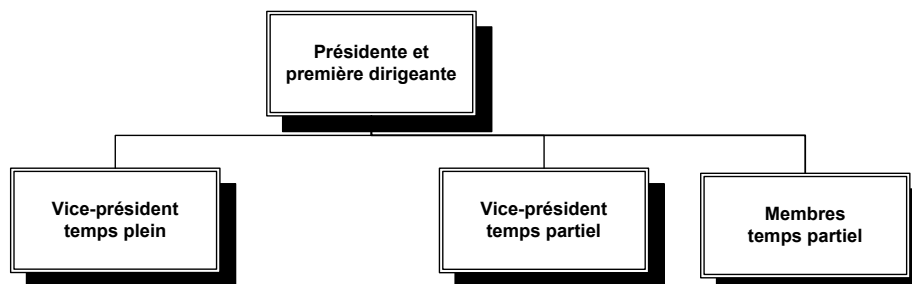 Présidente et
première dirigeante
Vice-président
temps plein
Vice-président
temps partiel
Membres
temps partiel